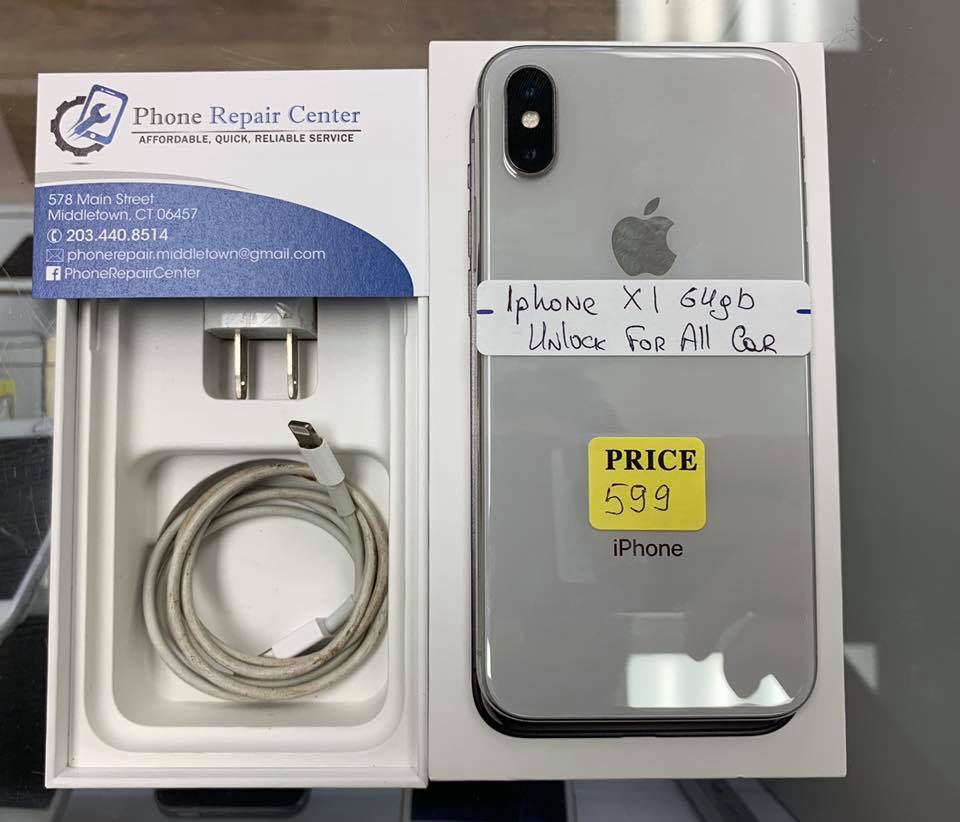 Phone Repair Center
AFFORDABLE, QUICK, RELIABLE SERVICE
578 Main Street
Middletown, CT 06457
203.440.8514
phonerepair.middletown@gmail.com
f PhoneRepairCenter
Iphone X1 64gb
Unlock For All Car
PRICE
599
iPhone